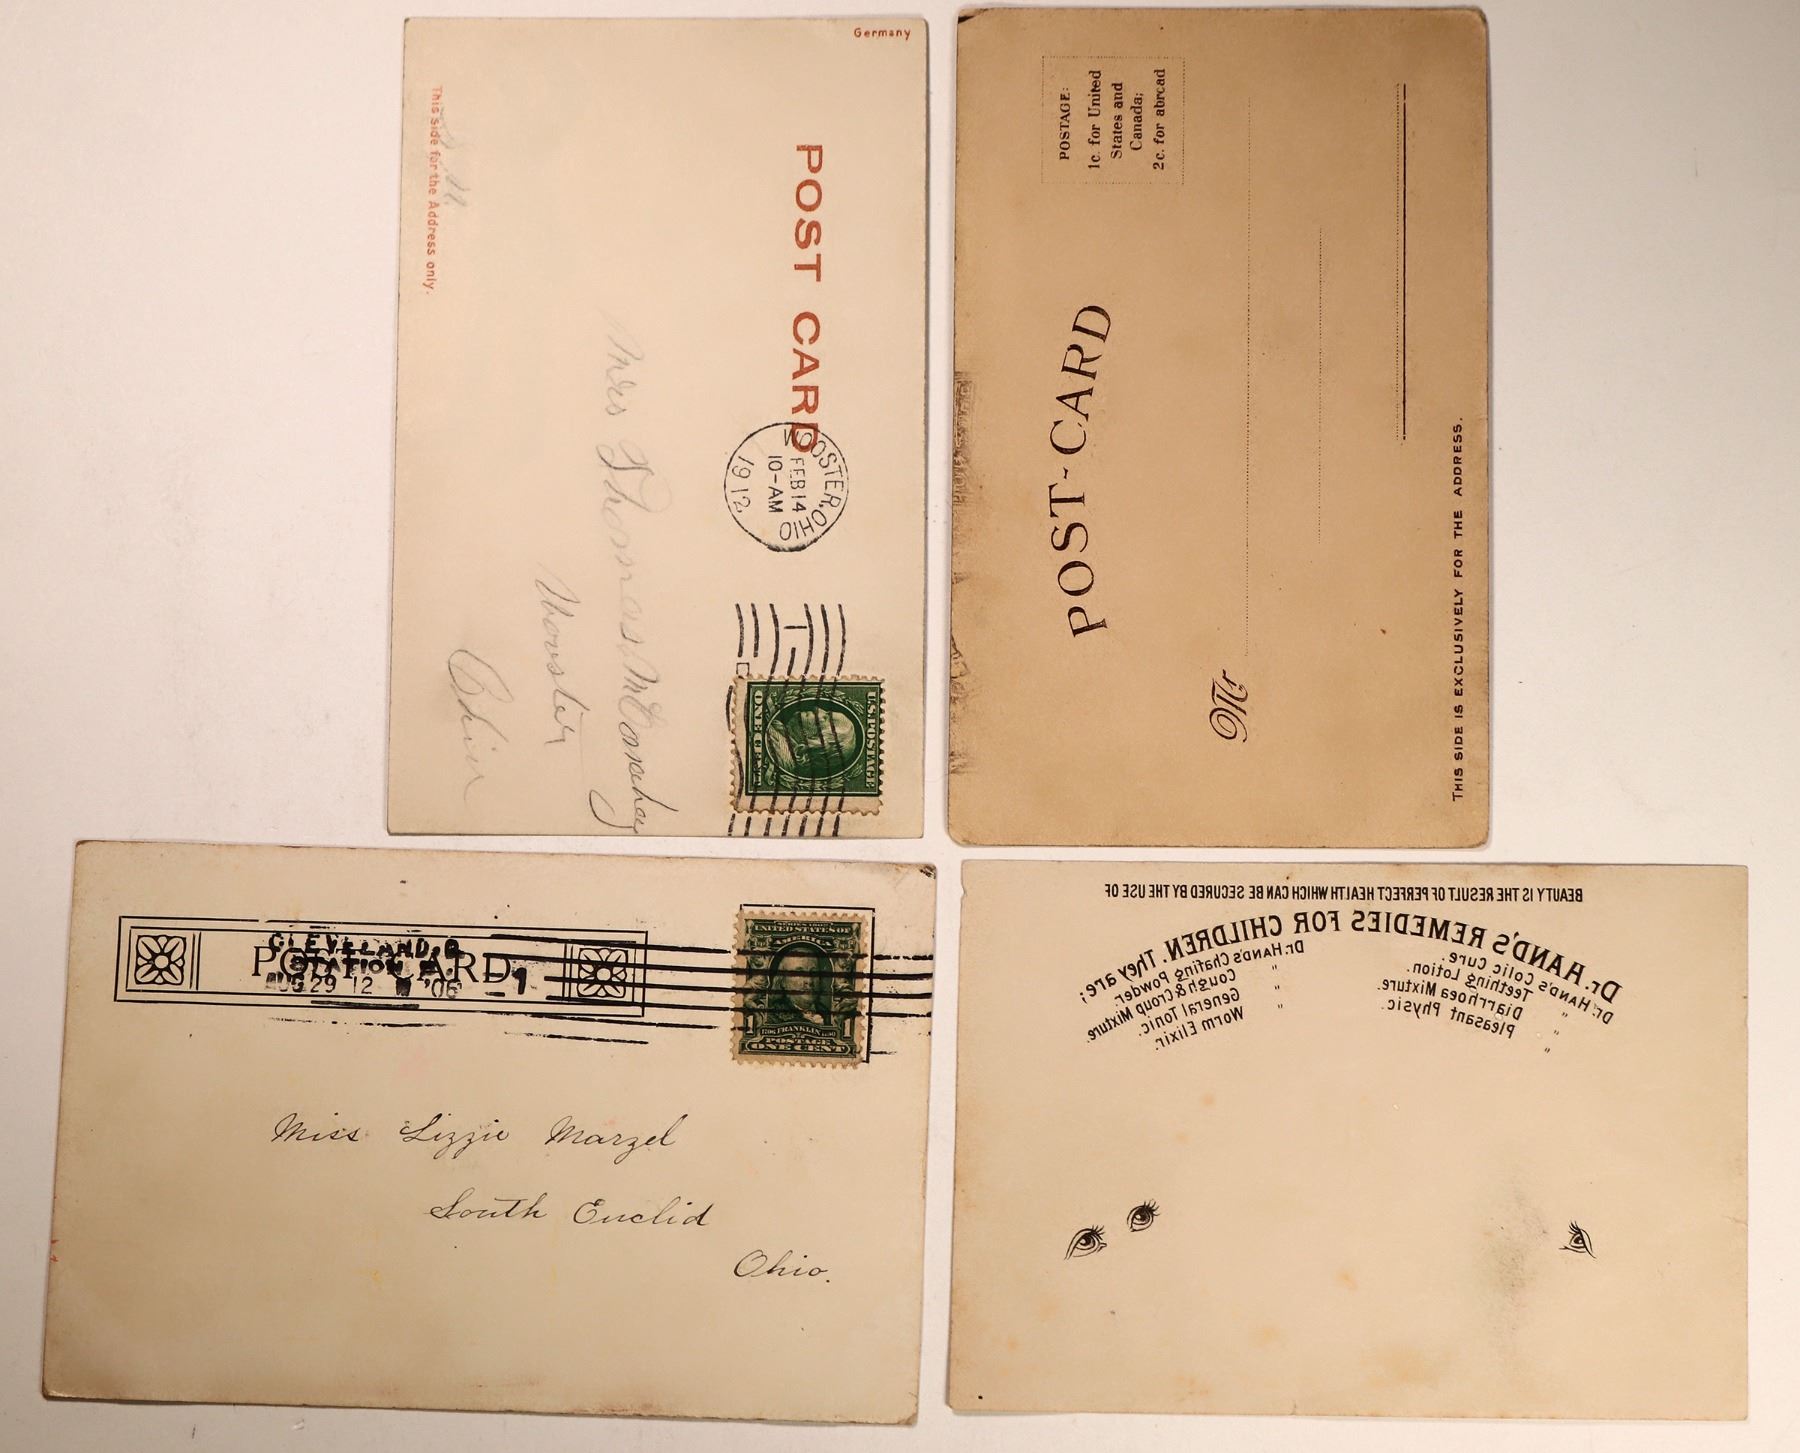 Germany
POST CARD
WOOSTER, OHIO
FEB 14
10-AM
1912
U.S. POSTAGE
ONE CENT
Mrs Thomas
Wooster
Ohio
This side for the Address only.
POSTAGE:
1c. for United
States and
Canada;
2c. for abroad
POST-CARD
M
THIS SIDE IS EXCLUSIVELY FOR THE ADDRESS.
POST CARD
CLEVELAND, O.
STATION
AUG 29 12 M '06
1
UNITED STATES OF
AMERICA
1 FRANKLIN 1
POSTAGE
ONE CENT
Miss Lizzie Marzel
South Euclid
Ohio.
BEAUTY IS THE RESULT OF PERFECT HEALTH WHICH CAN BE SECURED BY THE USE OF
Dr. HAND'S REMEDIES FOR CHILDREN. They are;
Dr. HAND'S Colic Cure.
" Teething Lotion.
" Diarrhoea Mixture.
" Pleasant Physic.
Dr. HAND'S Chafing Powder.
" Cough & Croup Mixture.
" General Tonic.
" Worm Elixir.